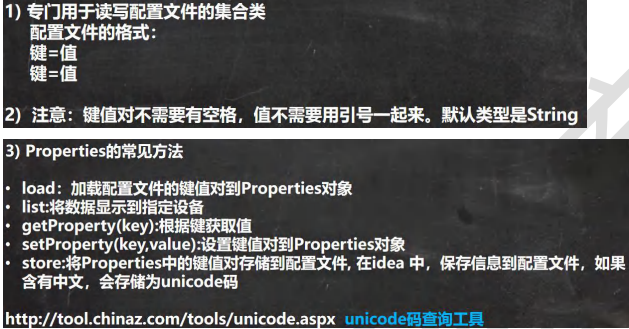 1) 专门用于读写配置文件的集合类
配置文件的格式：
键=值
键=值
2) 注意：键值对不需要有空格，值不需要用引号一起来。默认类型是String
3) Properties的常见方法
• load：加载配置文件的键值对到Properties对象
• list:将数据显示到指定设备
• getProperty(key):根据键获取值
• setProperty(key,value):设置键值对到Properties对象
• store:将Properties中的键值对存储到配置文件, 在idea 中，保存信息到配置文件，如果
含有中文，会存储为unicode码
http://tool.chinaz.com/tools/unicode.aspx unicode码查询工具